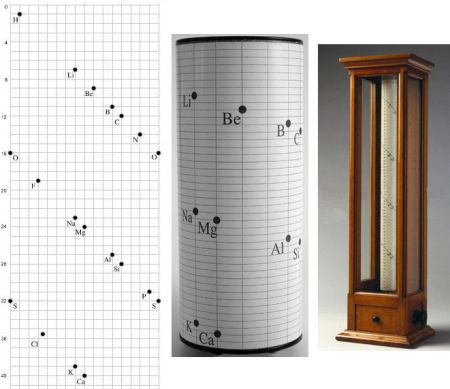 0
H
4
Li
8
Be
B
C
12
N
16
O O
F
20
Na
Mg
24
Al
Si
28
P
32
S S
36
Cl
K
Ca
40
Li
Be
B
C
Na
Mg
Al
Si
K
Ca